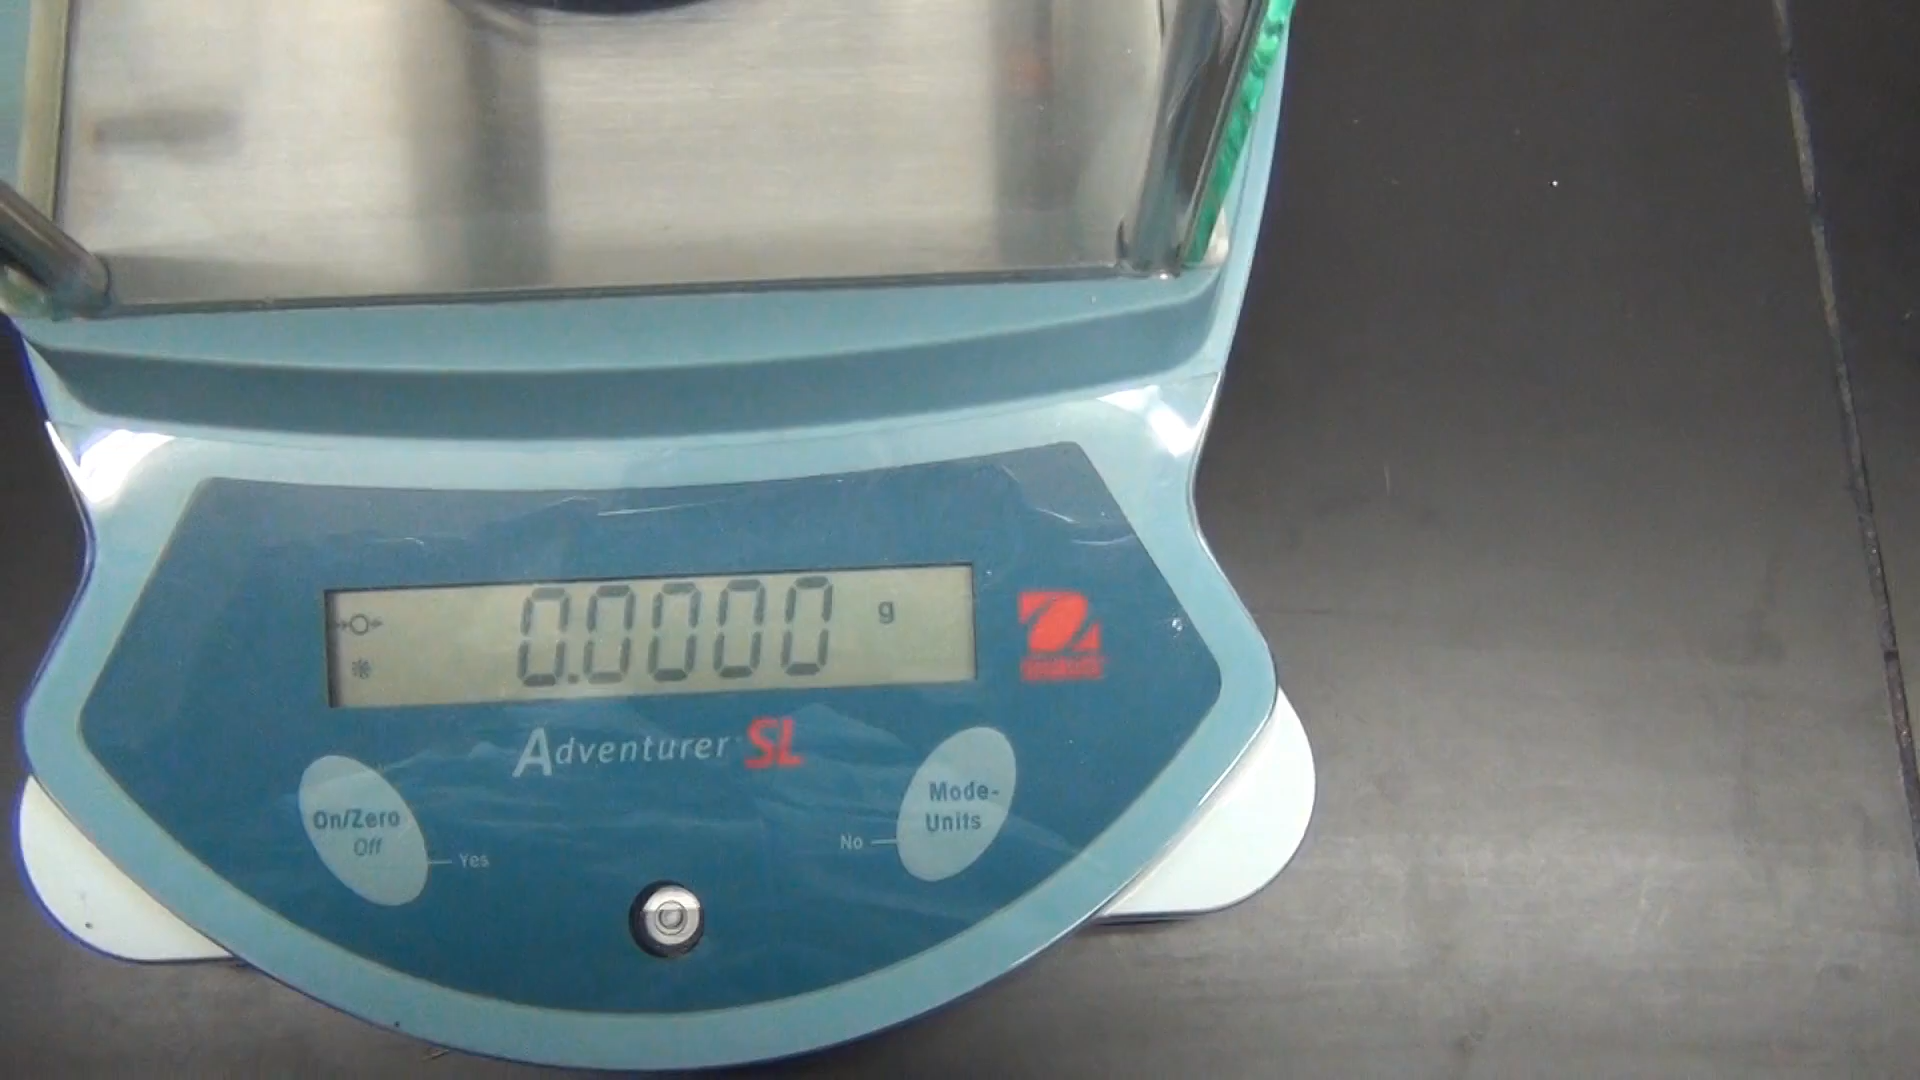 0.0000 g
Adventurer SL
On/Zero
Off
Yes
Mode-
Units
No